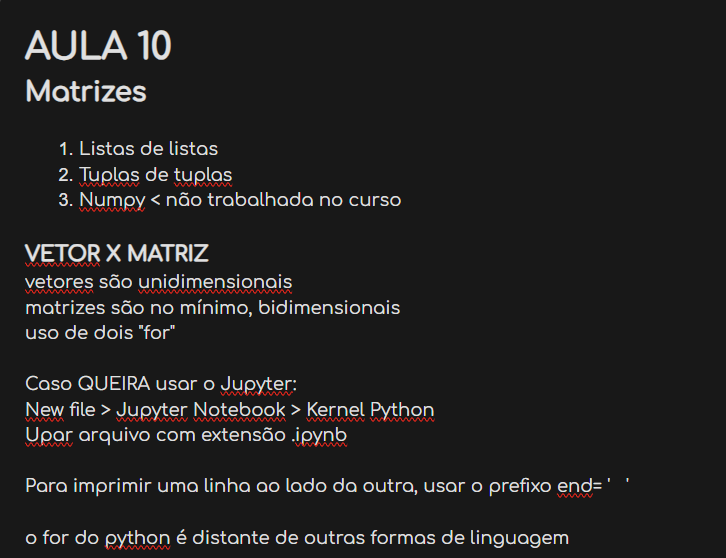 AULA 10
Matrizes
1. Listas de listas
2. Tuplas de tuplas
3. Numpy < não trabalhada no curso
VETOR X MATRIZ
vetores são unidimensionais
matrizes são no mínimo, bidimensionais
uso de dois "for"
Caso QUEIRA usar o Jupyter:
New file > Jupyter Notebook > Kernel Python
Upar arquivo com extensão .ipynb
Para imprimir uma linha ao lado da outra, usar o prefixo end= '   '
o for do python é distante de outras formas de linguagem